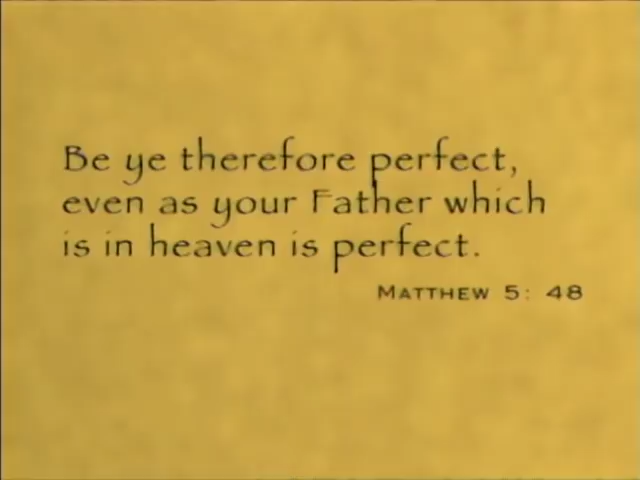 Be ye therefore perfect,
even as your Father which
is in heaven is perfect.
MATTHEW 5: 48